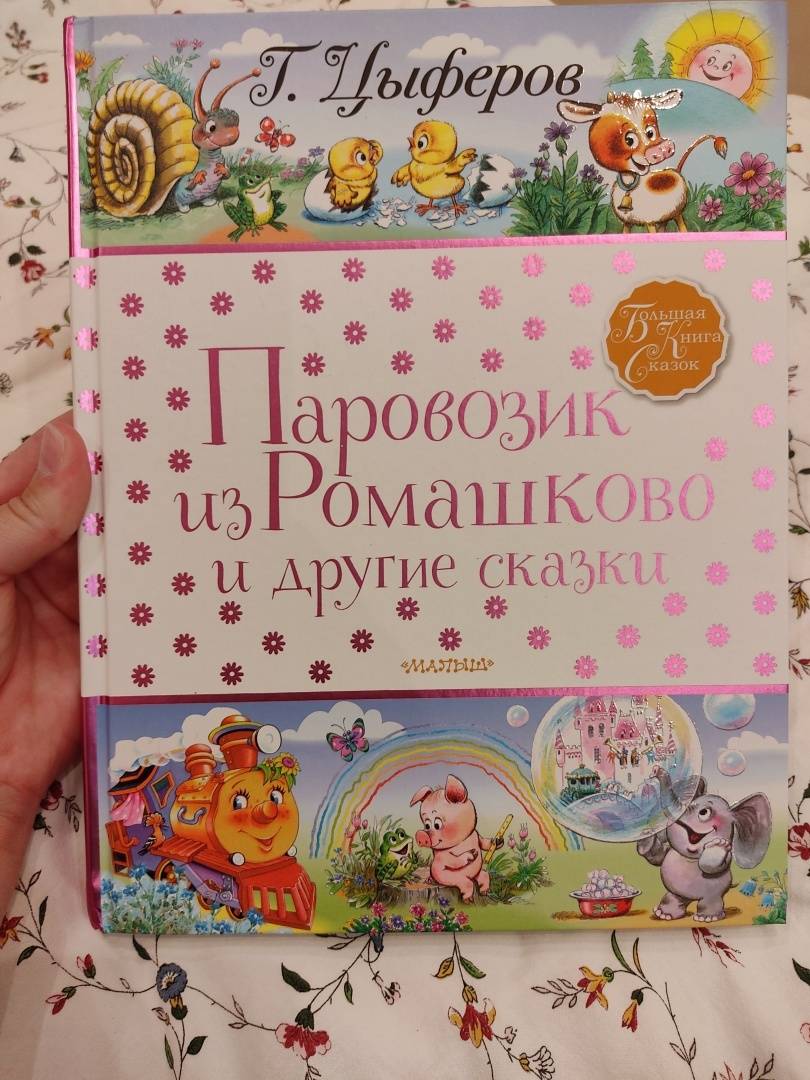 Г. Цыферов
Большая
Книга
Сказок
Паровозик
из Ромашково
и другие сказки
«МАЛЫШ»